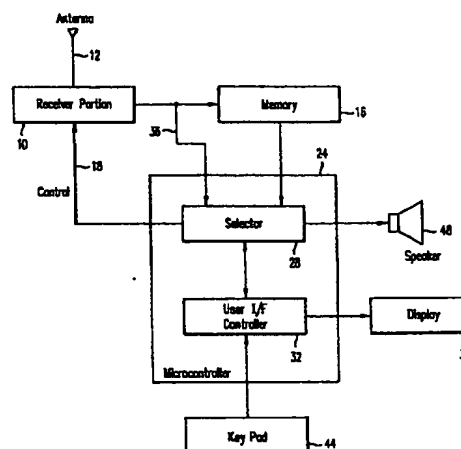 Antenna
12
Receiver Portion
Memory
10
36
16
18
24
Control
Selector
28
48
Speaker
User I/F
Controller
Display
32
3
Microcontroller
Key Pad
44